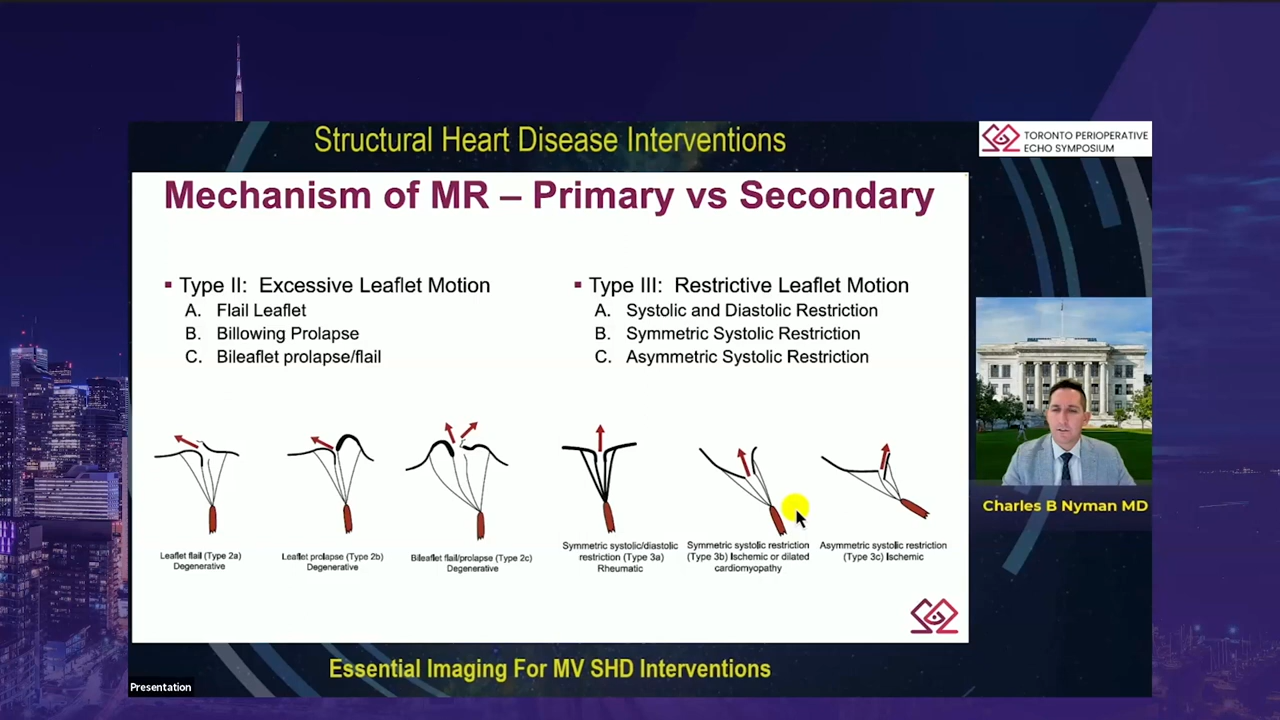 Structural Heart Disease Interventions
TORONTO PERIOPERATIVE
ECHO SYMPOSIUM
Mechanism of MR – Primary vs Secondary
Type II: Excessive Leaflet Motion
A. Flail Leaflet
B. Billowing Prolapse
C. Bileaflet prolapse/flail
Type III: Restrictive Leaflet Motion
A. Systolic and Diastolic Restriction
B. Symmetric Systolic Restriction
C. Asymmetric Systolic Restriction
Leaflet flail (Type 2a)
Degenerative
Leaflet prolapse (Type 2b)
Degenerative
Bileaflet flail/prolapse (Type 2c)
Degenerative
Symmetric systolic/diastolic
restriction (Type 3a)
Rheumatic
Symmetric systolic restriction
(Type 3b) Ischemic or dilated
cardiomyopathy
Asymmetric systolic restriction
(Type 3c) Ischemic
Charles B Nyman MD
Essential Imaging For MV SHD Interventions
Presentation